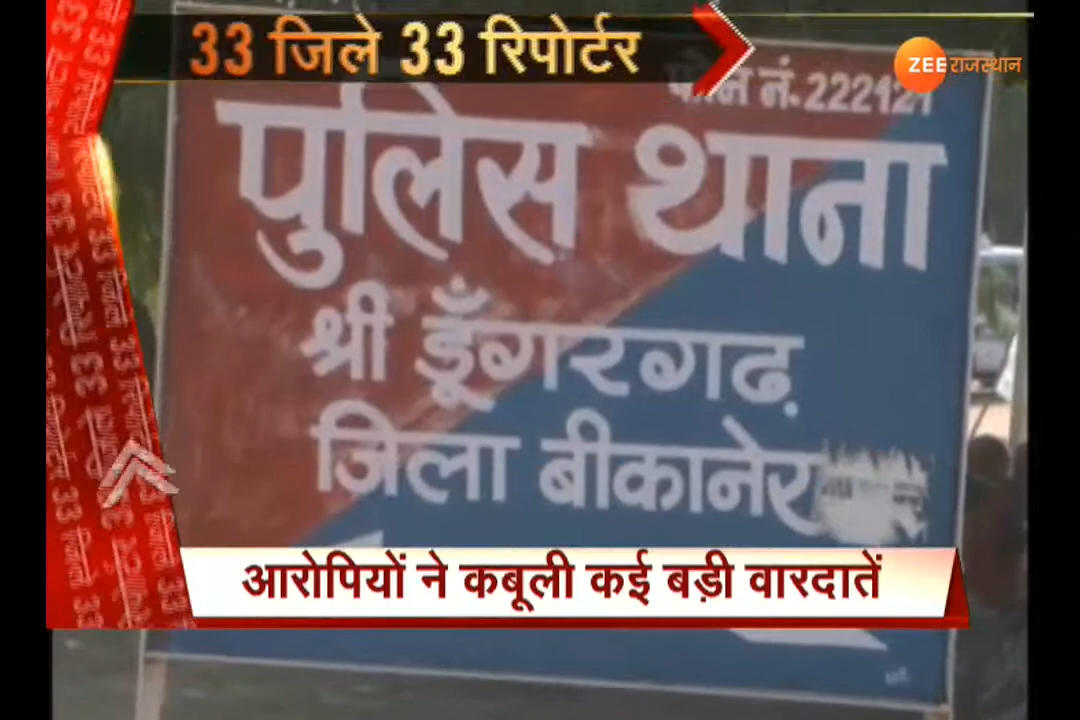 33 जिले 33 रिपोर्टर
ZEE राजस्थान
फोन नं. 222121
पुलिस थाना
श्री डूँगरगढ़
जिला बीकानेर
आरोपियों ने कबूली कई बड़ी वारदातें